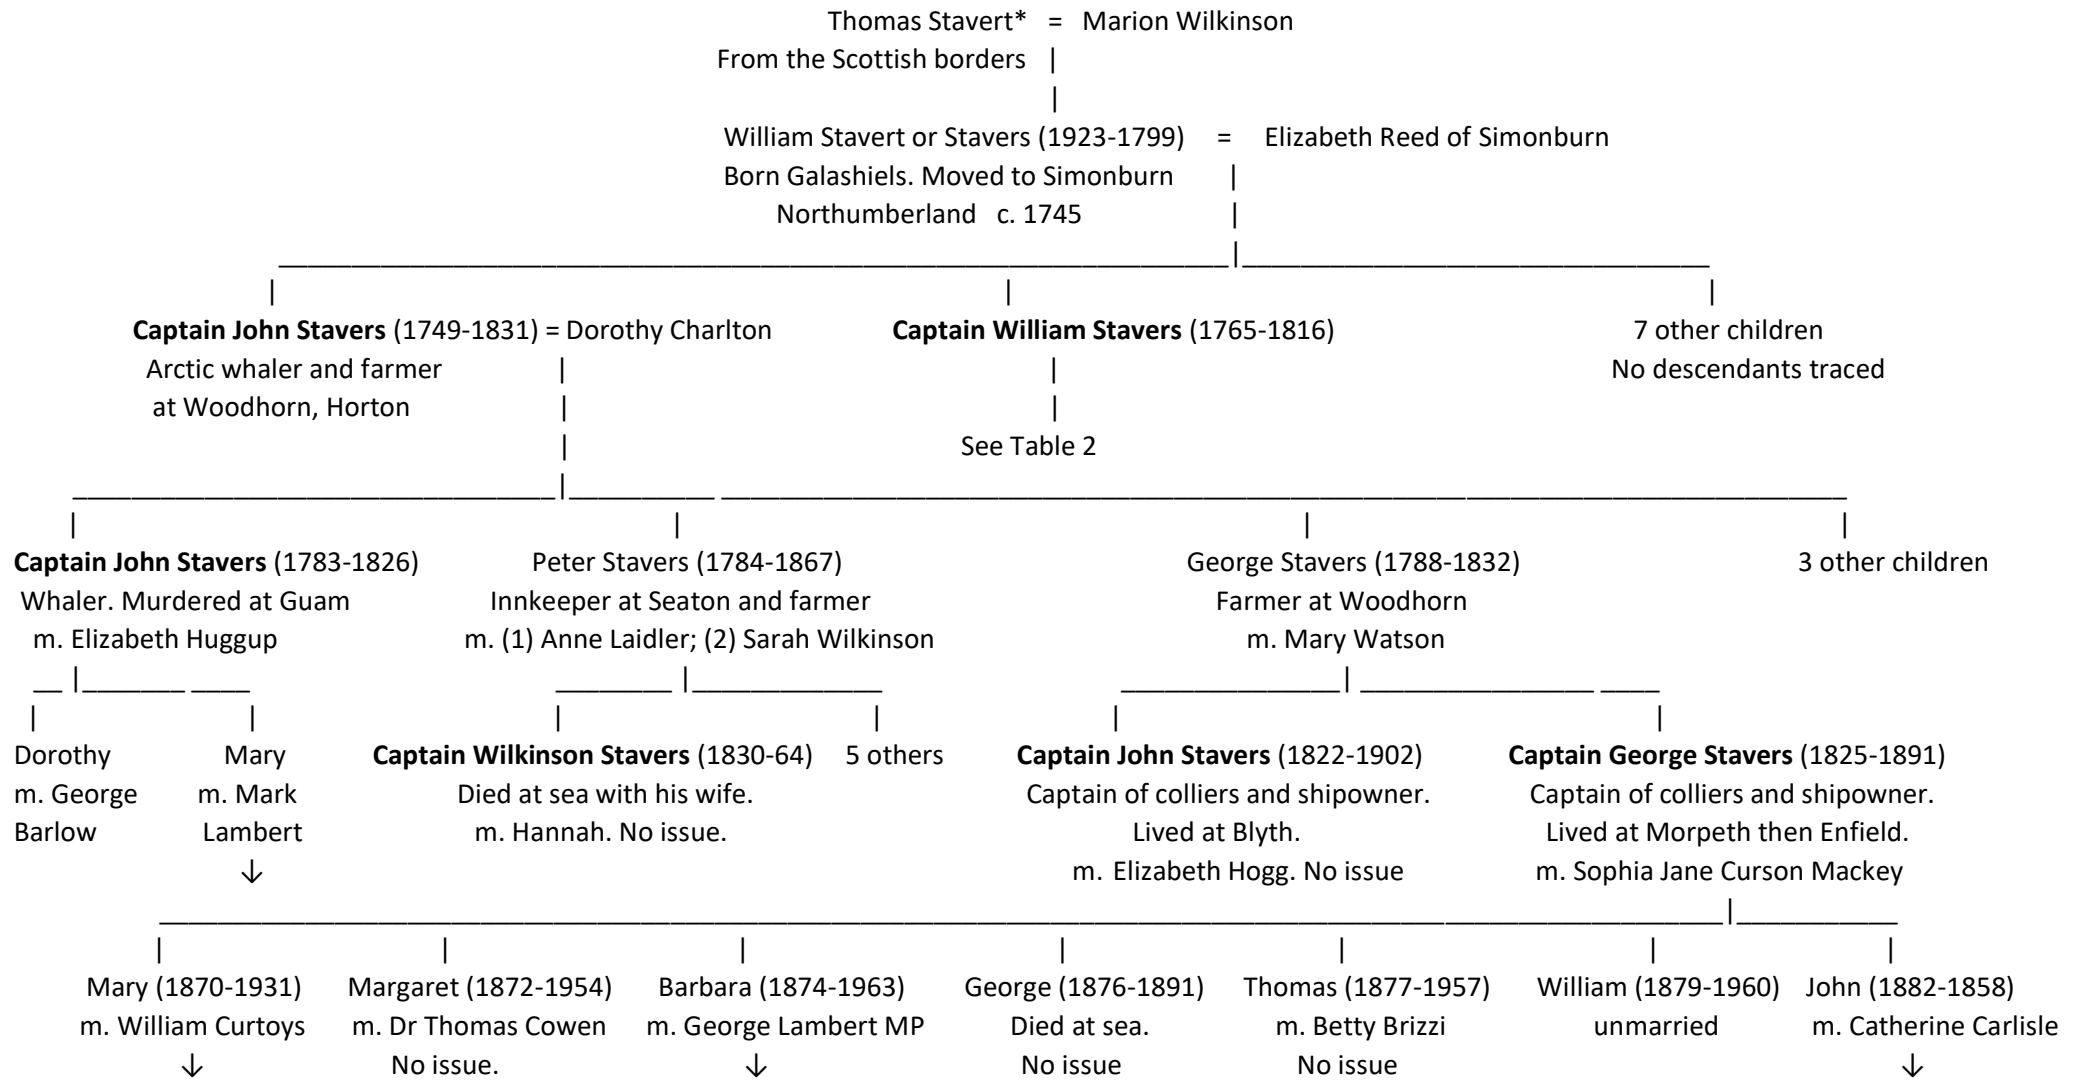 Thomas Stavert* = Marion Wilkinson
From the Scottish borders
William Stavert or Stavers (1923-1799) = Elizabeth Reed of Simonburn
Born Galashiels. Moved to Simonburn
Northumberland c. 1745
Captain John Stavers (1749-1831) = Dorothy Charlton
Arctic whaler and farmer
at Woodhorn, Horton
Captain William Stavers (1765-1816)
See Table 2
7 other children
No descendants traced
Captain John Stavers (1783-1826)
Whaler. Murdered at Guam
m. Elizabeth Huggup
Peter Stavers (1784-1867)
Innkeeper at Seaton and farmer
m. (1) Anne Laidler; (2) Sarah Wilkinson
George Stavers (1788-1832)
Farmer at Woodhorn
m. Mary Watson
3 other children
Dorothy
m. George
Barlow
Mary
m. Mark
Lambert
↓
Captain Wilkinson Stavers (1830-64)
Died at sea with his wife.
m. Hannah. No issue.
5 others
Captain John Stavers (1822-1902)
Captain of colliers and shipowner.
Lived at Blyth.
m. Elizabeth Hogg. No issue
Captain George Stavers (1825-1891)
Captain of colliers and shipowner.
Lived at Morpeth then Enfield.
m. Sophia Jane Curson Mackey
Mary (1870-1931)
m. William Curtoys
↓
Margaret (1872-1954)
m. Dr Thomas Cowen
No issue.
Barbara (1874-1963)
m. George Lambert MP
↓
George (1876-1891)
Died at sea.
No issue
Thomas (1877-1957)
m. Betty Brizzi
No issue
William (1879-1960)
unmarried
John (1882-1858)
m. Catherine Carlisle
↓